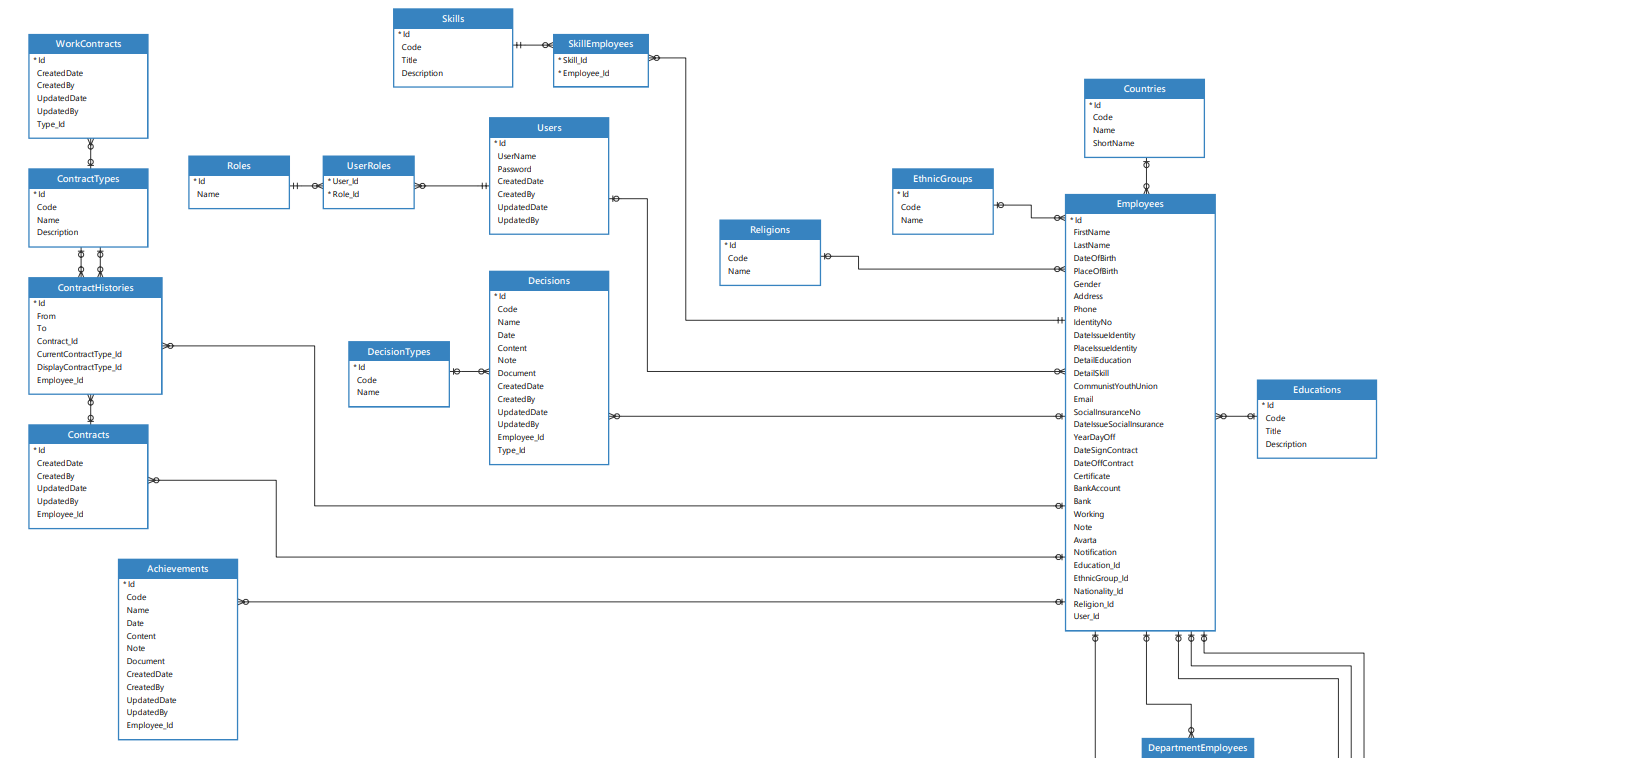 Skills
* Id
Code
Title
Description
SkillEmployees
* Skill_Id
* Employee_Id
WorkContracts
* Id
CreatedDate
CreatedBy
UpdatedDate
UpdatedBy
Type_Id
Countries
* Id
Code
Name
ShortName
Users
* Id
UserName
Password
CreatedDate
CreatedBy
UpdatedDate
UpdatedBy
Roles
* Id
Name
UserRoles
* User_Id
* Role_Id
ContractTypes
* Id
Code
Name
Description
EthnicGroups
* Id
Code
Name
Employees
* Id
FirstName
LastName
DateOfBirth
PlaceOfBirth
Gender
Address
Phone
IdentityNo
DateIssueIdentity
PlaceIssueIdentity
DetailEducation
DetailSkill
CommunistYouthUnion
Email
SocialInsuranceNo
DateIssueSocialInsurance
YearDayOff
DateSignContract
DateOffContract
Certificate
BankAccount
Bank
Working
Note
Avarta
Notification
Education_Id
EthnicGroup_Id
Nationality_Id
Religion_Id
User_Id
Religions
* Id
Code
Name
Decisions
* Id
Code
Name
Date
Content
Note
Document
CreatedDate
CreatedBy
UpdatedDate
UpdatedBy
Employee_Id
Type_Id
ContractHistories
* Id
From
To
Contract_Id
CurrentContractType_Id
DisplayContractType_Id
Employee_Id
DecisionTypes
* Id
Code
Name
Educations
* Id
Code
Title
Description
Contracts
* Id
CreatedDate
CreatedBy
UpdatedDate
UpdatedBy
Employee_Id
Achievements
* Id
Code
Name
Date
Content
Note
Document
CreatedDate
CreatedBy
UpdatedDate
UpdatedBy
Employee_Id
DepartmentEmployees